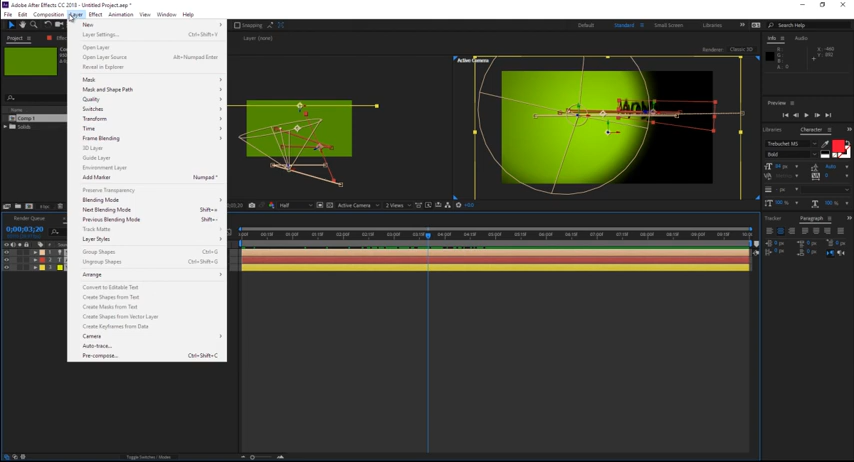 Adobe After Effects CC 2018 - Untitled Project.aep *
File Edit Composition Layer Effect Animation View Window Help
Snapping
Default Standard Small Screen Libraries Search Help
Project
Layer (none)
Renderer: Classic 3D
Info Audio
Active Camera
New
Layer Settings... Ctrl+Shift+Y
Open Layer
Open Layer Source Alt+Numpad Enter
Reveal in Explorer
Mask
Mask and Shape Path
Quality
Switches
Transform
Time
Frame Blending
3D Layer
Guide Layer
Environment Layer
Add Marker Numpad *
Preserve Transparency
Blending Mode
Next Blending Mode Shift+=
Previous Blending Mode Shift+-
Track Matte
Layer Styles
Group Shapes Ctrl+G
Ungroup Shapes Ctrl+Shift+G
Arrange
Convert to Editable Text
Create Shapes from Text
Create Masks from Text
Create Shapes from Vector Layer
Create Keyframes from Data
Camera
Auto-trace...
Pre-compose... Ctrl+Shift+C
Name
Comp 1
Solids
Half Active Camera 2 Views
Preview
Libraries Character
Trebuchet MS
Bold
Auto
Tracker Paragraph
Render Queue
0;00;03;20
Toggle Switches / Modes